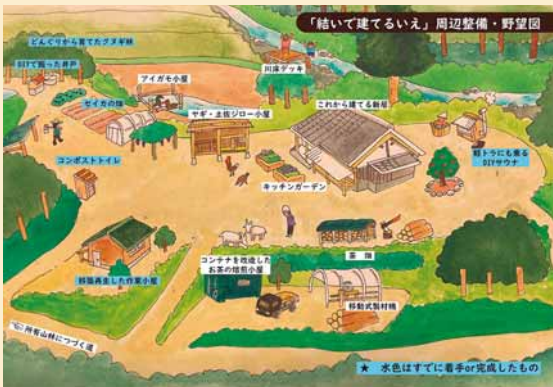 「結いで建てるいえ」周辺整備・野望図
どんぐりから育てたクヌギ林
DIYで掘った井戸
川床デッキ
アイガモ小屋
セイカの畑
ヤギ・土佐ジロー小屋
これから建てる新居
軽トラにも乗る
DIYサウナ
コンポストトイレ
キッチンガーデン
茶畑
コンテナを改造した
お茶の焙煎小屋
移築再生した作業小屋
移動式製材機
所有山林につづく道
★ 水色はすでに着手or完成したもの